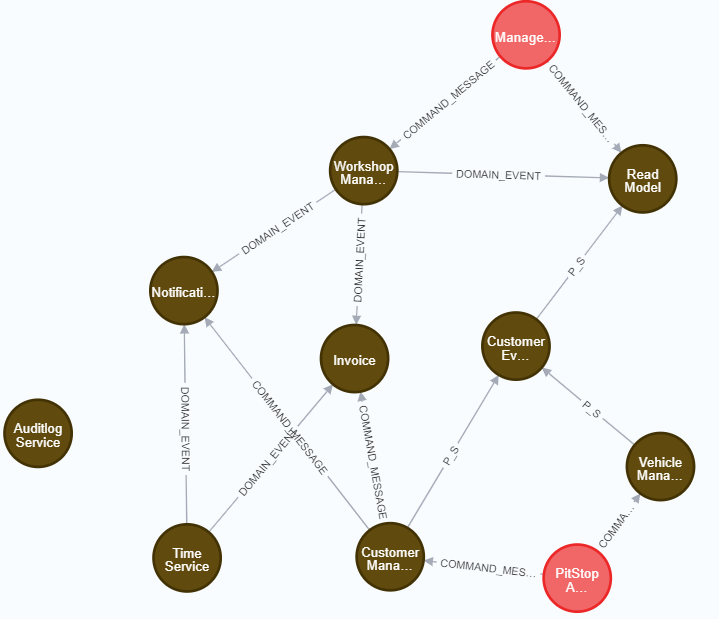 Manage...
COMMAND_MESSAGE
COMMAND_MES...
Workshop
Mana...
DOMAIN_EVENT
Read
Model
DOMAIN_EVENT
DOMAIN_EVENT
P_S
Notificati...
Customer
Ev...
Invoice
DOMAIN_EVENT
COMMAND_MESSAGE
DOMAIN_EVENT
COMMAND_MESSAGE
P_S
P_S
Auditlog
Service
Vehicle
Mana...
COMMA...
Time
Service
Customer
Mana...
COMMAND_MES...
PitStop
A...